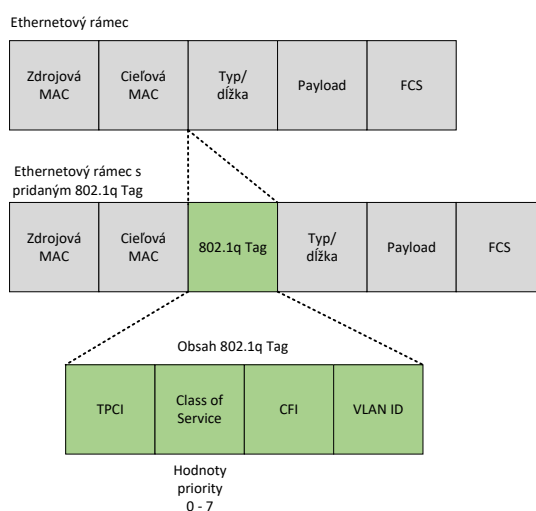 Ethernetový rámec
Zdrojová
MAC
Cieľová
MAC
Typ/
dĺžka
Payload
FCS
Ethernetový rámec s
pridaným 802.1q Tag
Zdrojová
MAC
Cieľová
MAC
802.1q Tag
Typ/
dĺžka
Payload
FCS
Obsah 802.1q Tag
TPCI
Class of
Service
CFI
VLAN ID
Hodnoty
priority
0 - 7